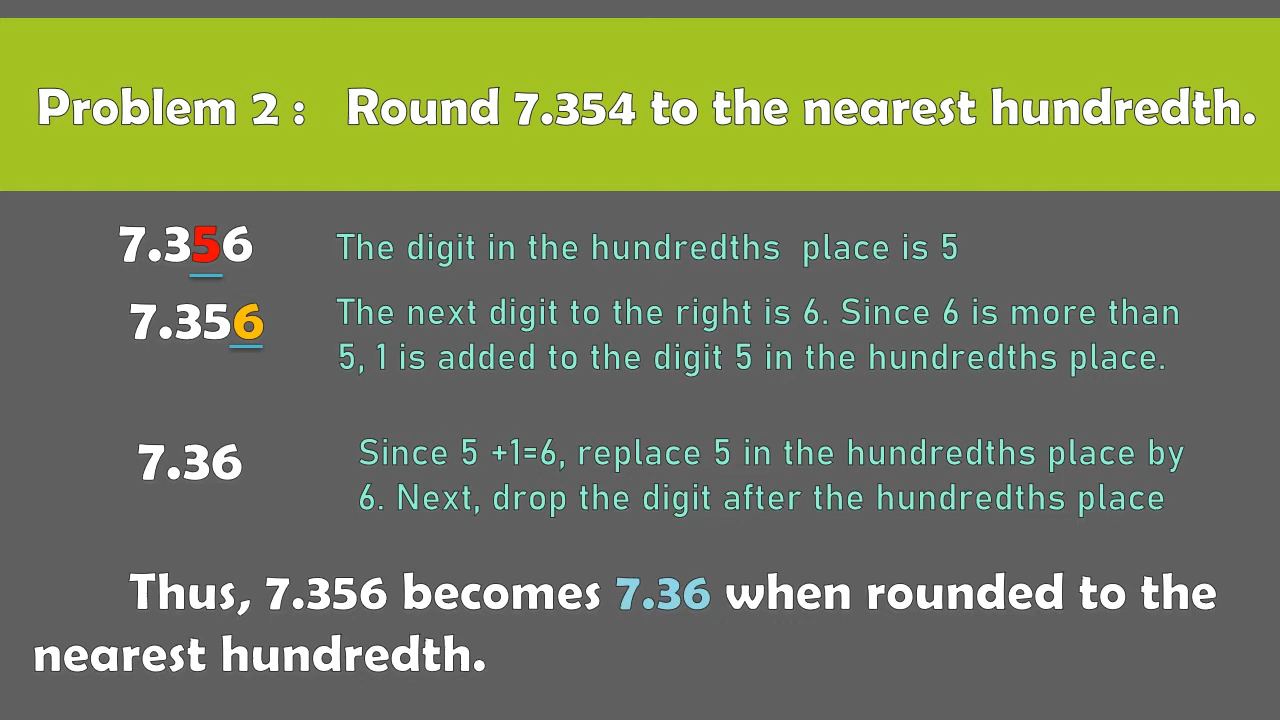 Problem 2 : Round 7.354 to the nearest hundredth.
7.356 The digit in the hundredths place is 5
7.356 The next digit to the right is 6. Since 6 is more than
5, 1 is added to the digit 5 in the hundredths place.
7.36 Since 5 +1=6, replace 5 in the hundredths place by
6. Next, drop the digit after the hundredths place
Thus, 7.356 becomes 7.36 when rounded to the
nearest hundredth.